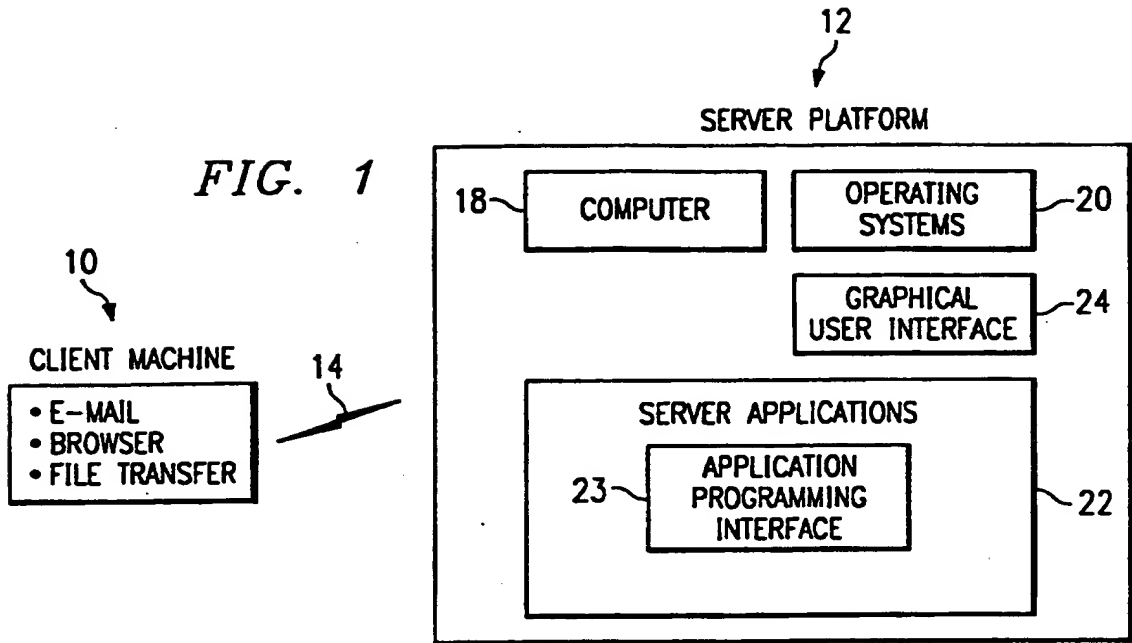 12
SERVER PLATFORM
FIG. 1
18
COMPUTER
OPERATING
SYSTEMS
20
10
GRAPHICAL
USER INTERFACE
24
CLIENT MACHINE
14
• E-MAIL
• BROWSER
• FILE TRANSFER
SERVER APPLICATIONS
23
APPLICATION
PROGRAMMING
INTERFACE
22